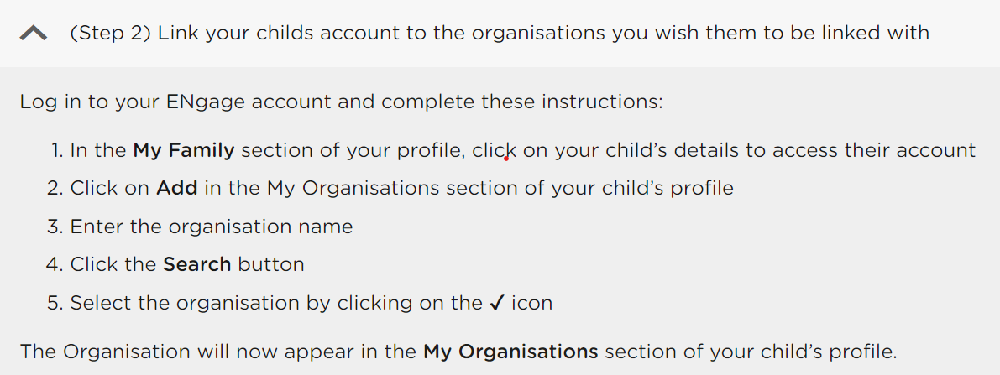 (Step 2) Link your childs account to the organisations you wish them to be linked with
Log in to your ENgage account and complete these instructions:
1. In the My Family section of your profile, click on your child’s details to access their account
2. Click on Add in the My Organisations section of your child’s profile
3. Enter the organisation name
4. Click the Search button
5. Select the organisation by clicking on the ✓ icon
The Organisation will now appear in the My Organisations section of your child’s profile.